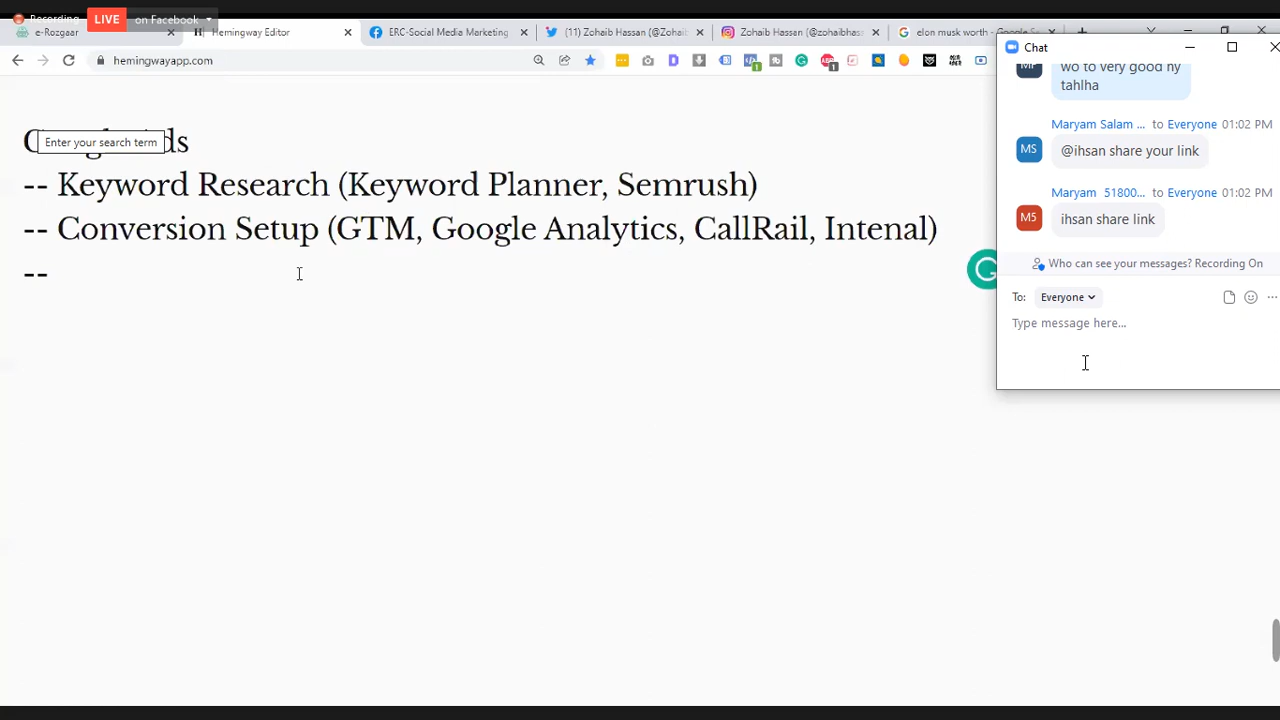 Recording
LIVE
on Facebook
e-Rozgaar
Hemingway Editor
ERC-Social Media Marketing
(11) Zohaib Hassan (@Zohaib
Zohaib Hassan (@zohaibhas
elon musk worth - Google
hemingwayapp.com
Enter your search term
-- Keyword Research (Keyword Planner, Semrush)
-- Conversion Setup (GTM, Google Analytics, CallRail, Intenal)
--
Chat
wo to very good hy
tahlha
Maryam Salam ... to Everyone 01:02 PM
MS
@ihsan share your link
Maryam 51800... to Everyone 01:02 PM
M5
ihsan share link
Who can see your messages? Recording On
To: Everyone
Type message here...